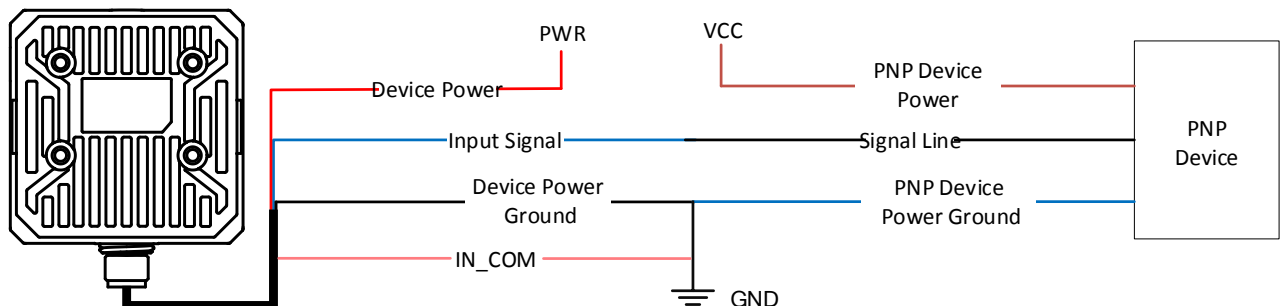 PWR
VCC
Device Power
PNP Device
Power
Input Signal
Signal Line
PNP
Device
Device Power
Ground
PNP Device
Power Ground
IN_COM
GND